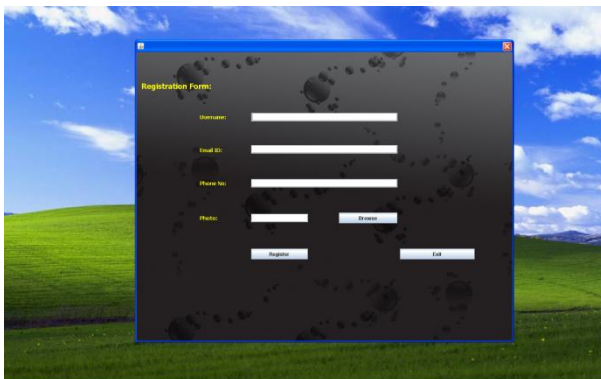 Registration Form:
Username:
Email ID:
Phone No:
Photo:
Browse
Register
Exit